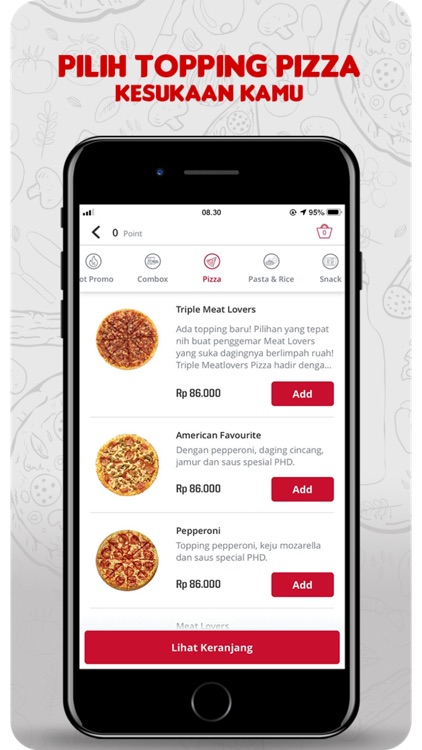 PILIH TOPPING PIZZA
KESUKAAN KAMU
08.30
95%
0 Point
0
ot Promo
Combox
Pizza
Pasta & Rice
Snack
Triple Meat Lovers
Ada topping baru! Pilihan yang tepat
nih buat penggemar Meat Lovers
yang suka dagingnya berlimpah ruah!
Triple Meatlovers Pizza hadir denga...
Rp 86.000
Add
American Favourite
Dengan pepperoni, daging cincang,
jamur dan saus spesial PHD.
Rp 86.000
Add
Pepperoni
Topping pepperoni, keju mozarella
dan saus spesial PHD.
Rp 86.000
Add
Meat Lovers
Lihat Keranjang